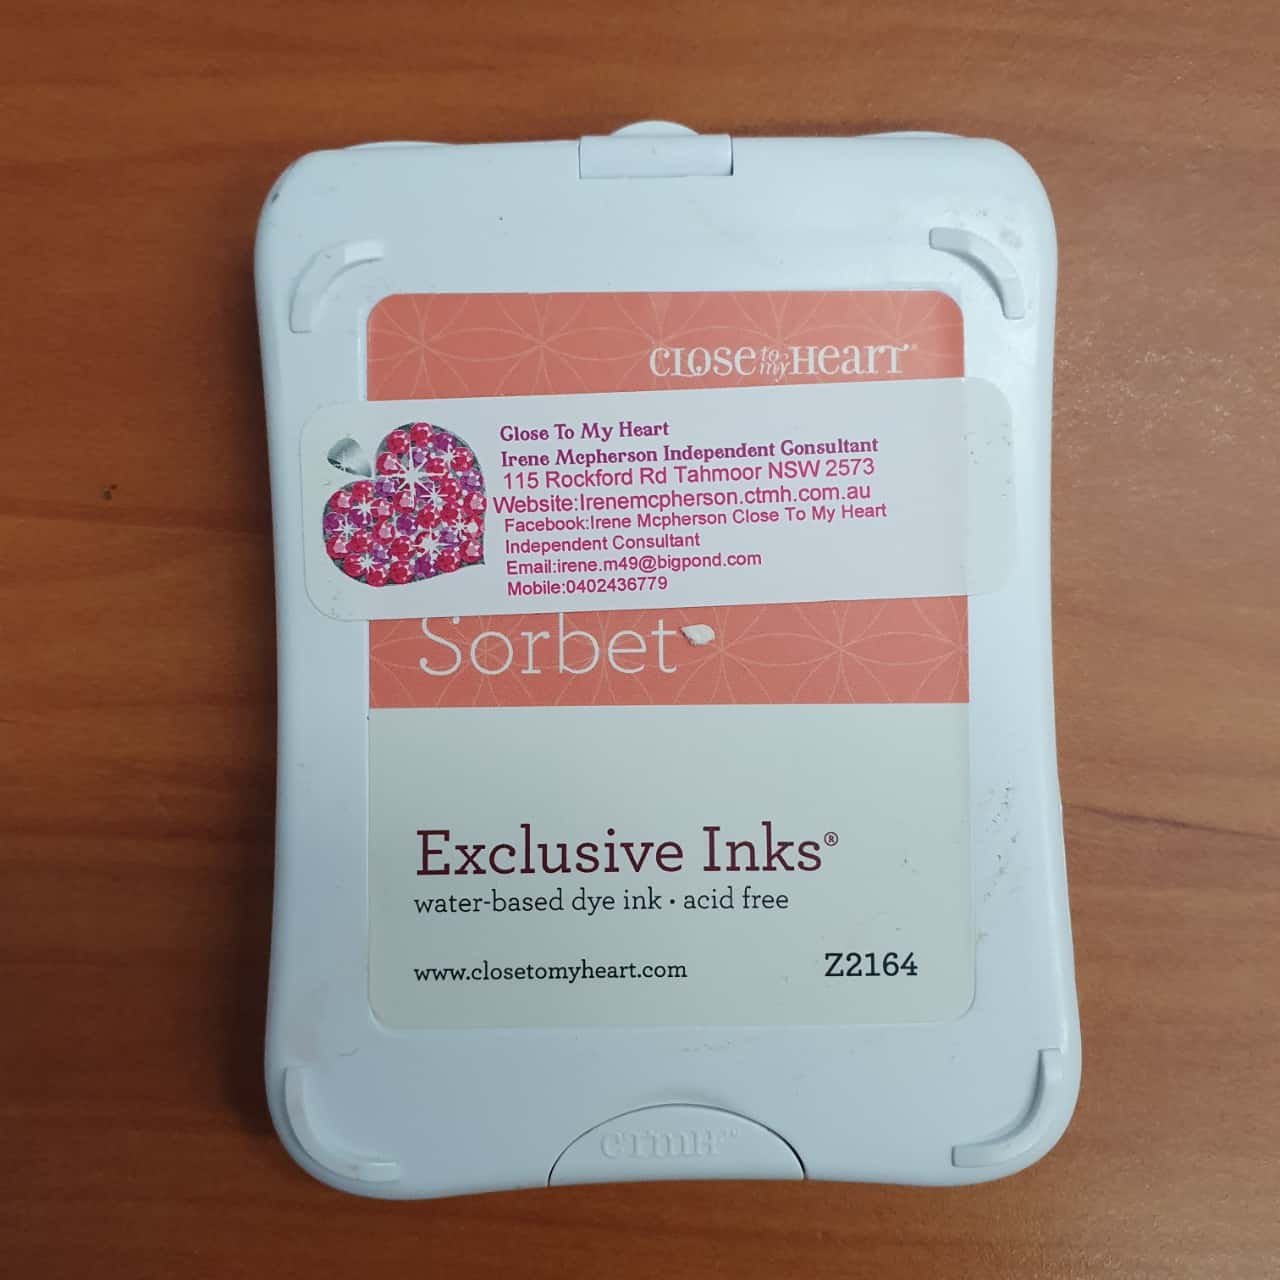 CLOSE to my HEART®
Close To My Heart
Irene Mcpherson Independent Consultant
115 Rockford Rd Tahmoor NSW 2573
Website:Irenemcpherson.ctmh.com.au
Facebook:Irene Mcpherson Close To My Heart
Independent Consultant
Email:irene.m49@bigpond.com
Mobile:0402436779
Sorbet
Exclusive Inks®
water-based dye ink • acid free
www.closetomyheart.com
Z2164
CTMH®